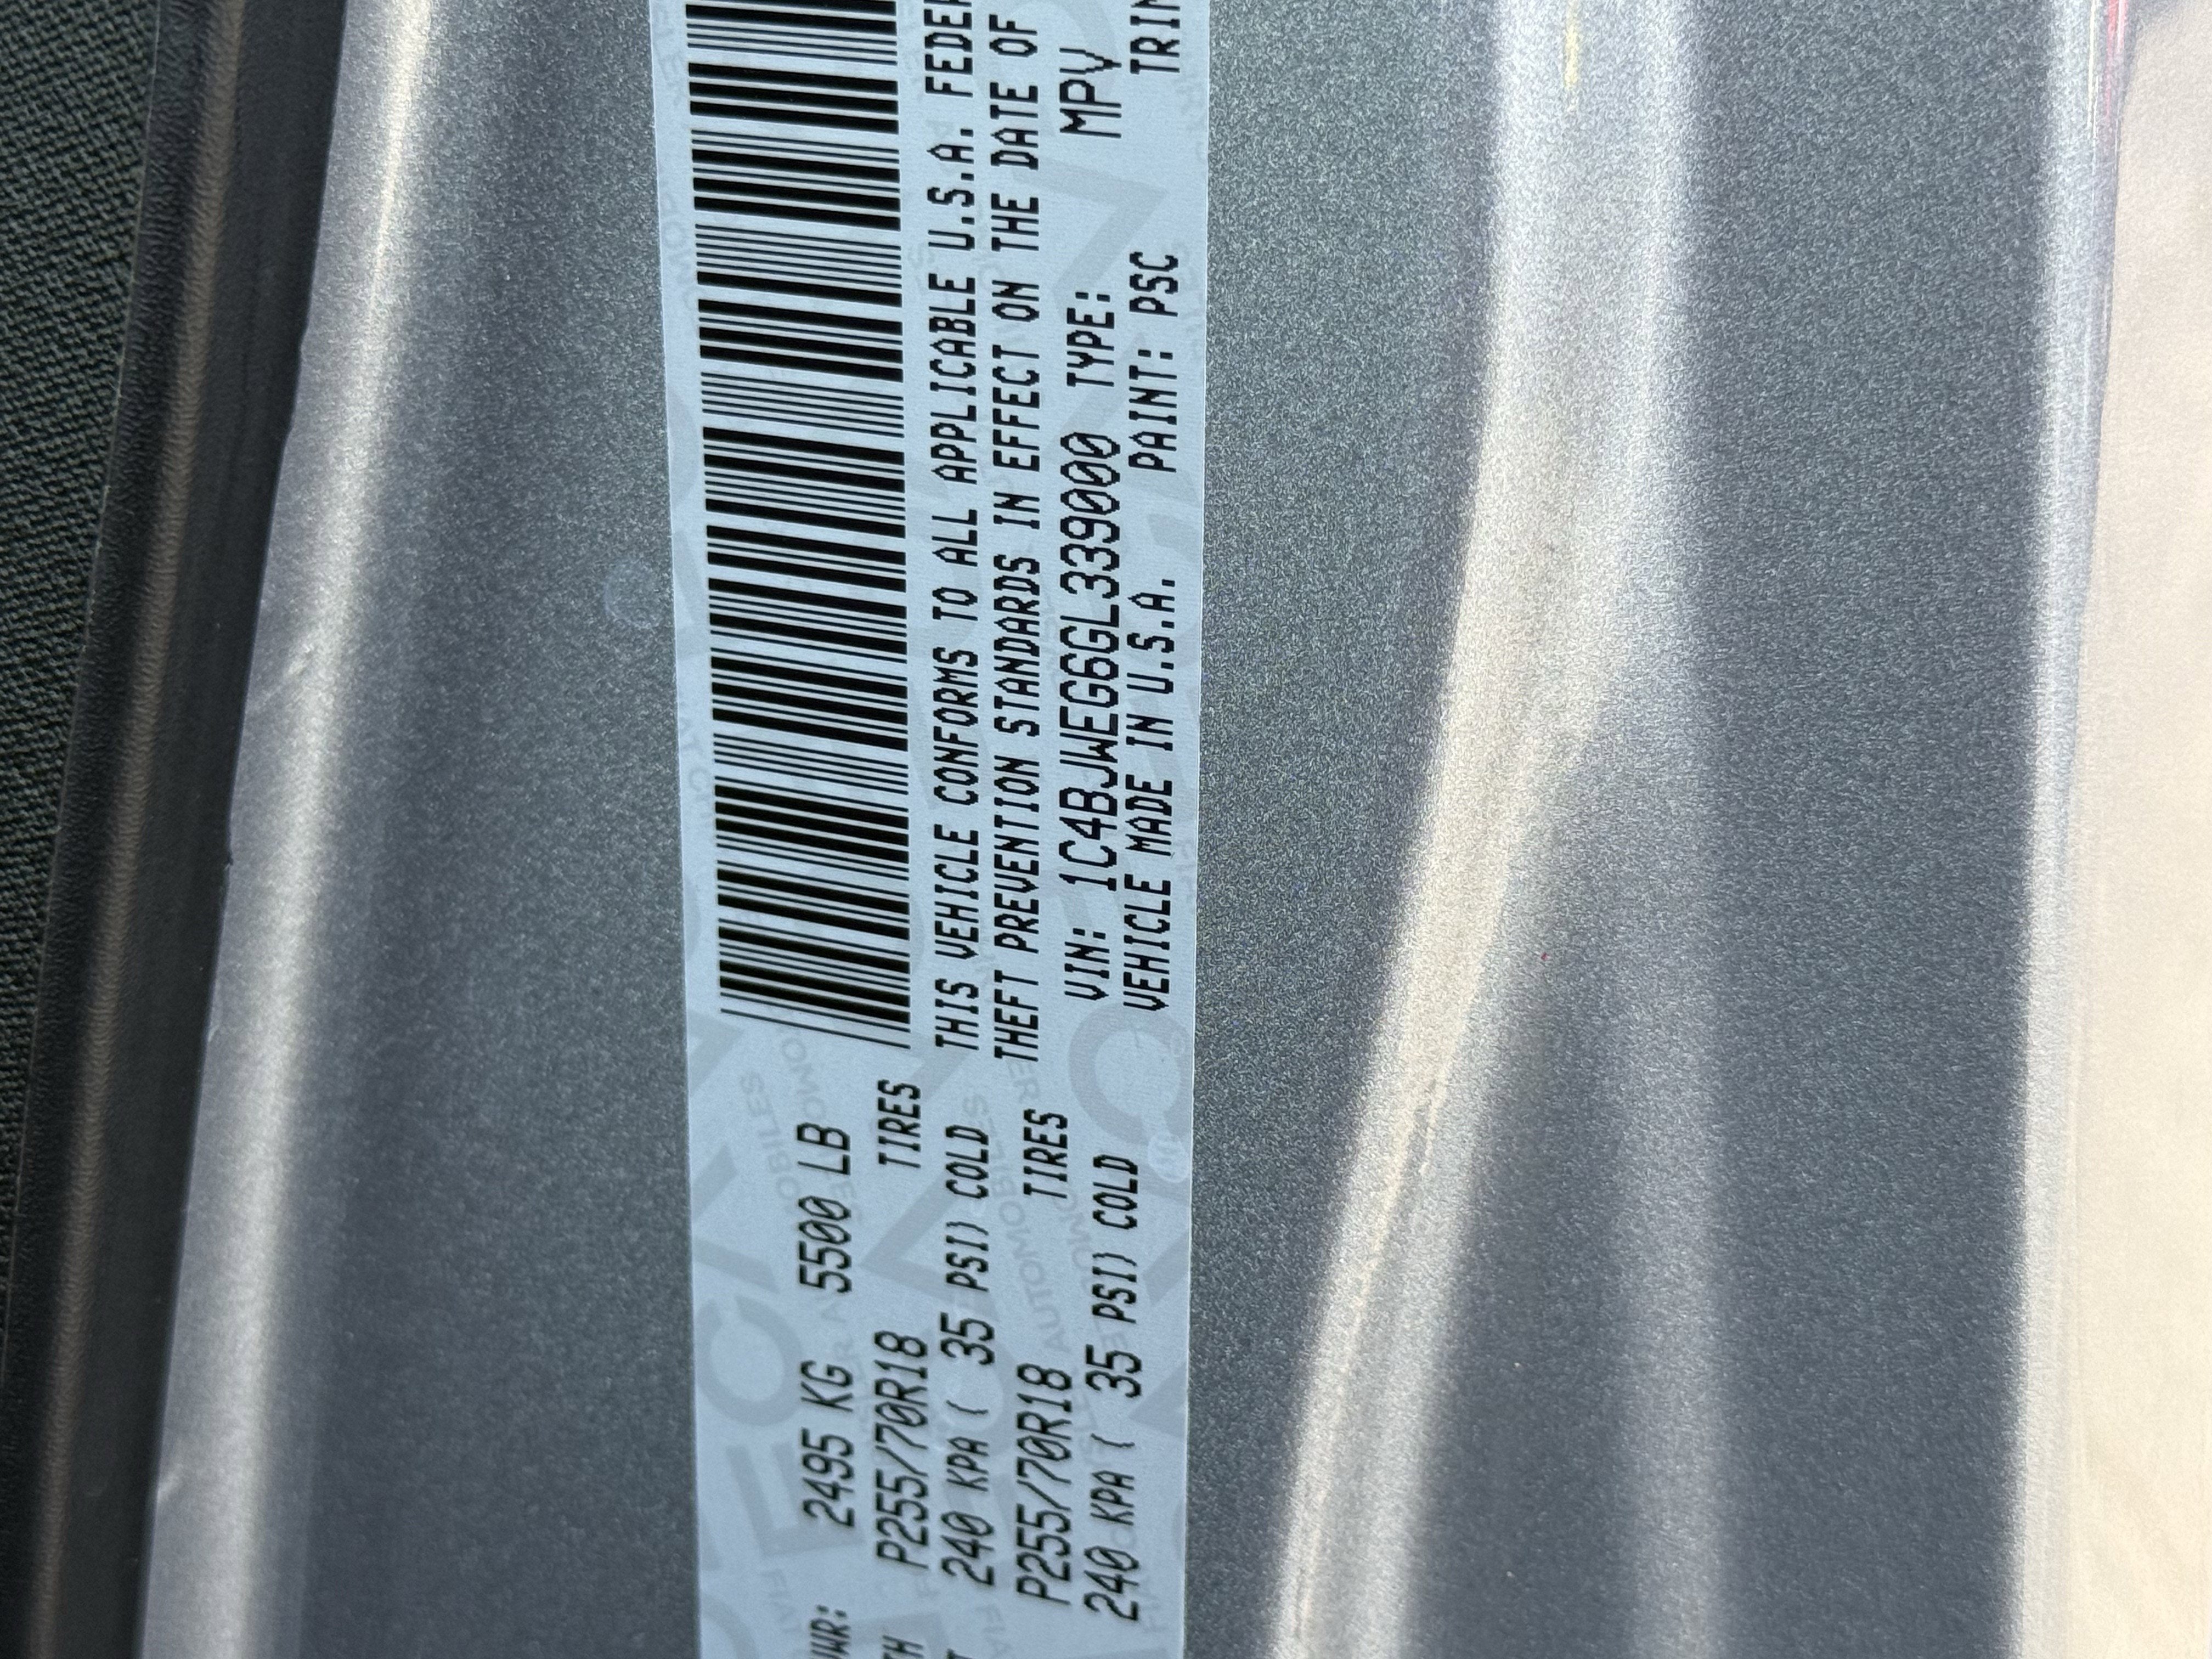 VWR: 2495 KG 5500 LB
TH P255/70R18 TIRES
T 240 KPA ( 35 PSI) COLD
P255/70R18 TIRES
240 KPA ( 35 PSI) COLD
THIS VEHICLE CONFORMS TO ALL APPLICABLE U.S.A. FEDER
THEFT PREVENTION STANDARDS IN EFFECT ON THE DATE OF
VIN: 1C4BJWEG6GL339000 TYPE: MPV
VEHICLE MADE IN U.S.A. PAINT: PSC TRIM